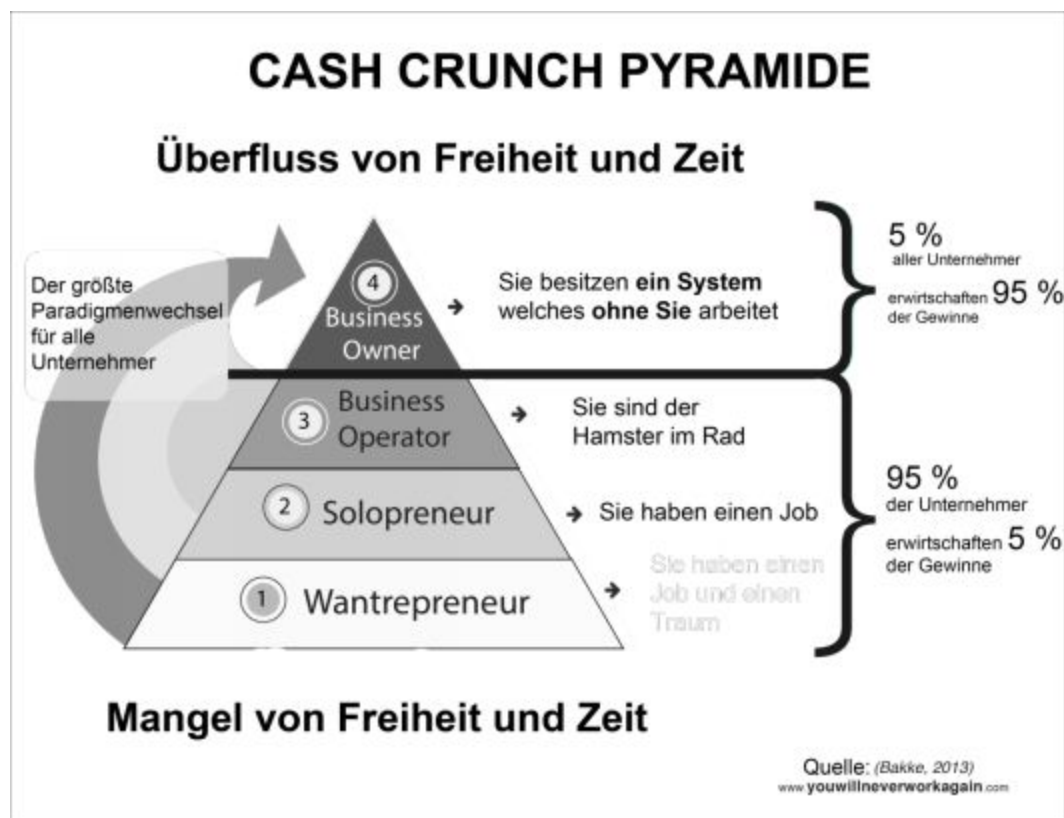 CASH CRUNCH PYRAMIDE
Überfluss von Freiheit und Zeit
Der größte
Paradigmenwechsel
für alle
Unternehmer
4
Business
Owner
Sie besitzen ein System
welches ohne Sie arbeitet
5 %
aller Unternehmer
erwirtschaften 95 %
der Gewinne
3
Business
Operator
Sie sind der
Hamster im Rad
2
Solopreneur
Sie haben einen Job
95 %
der Unternehmer
erwirtschaften 5 %
der Gewinne
1
Wantrepreneur
Sie haben einen
Job und einen
Traum
Mangel von Freiheit und Zeit
Quelle: (Bakke, 2013)
www.youwillneverworkagain.com